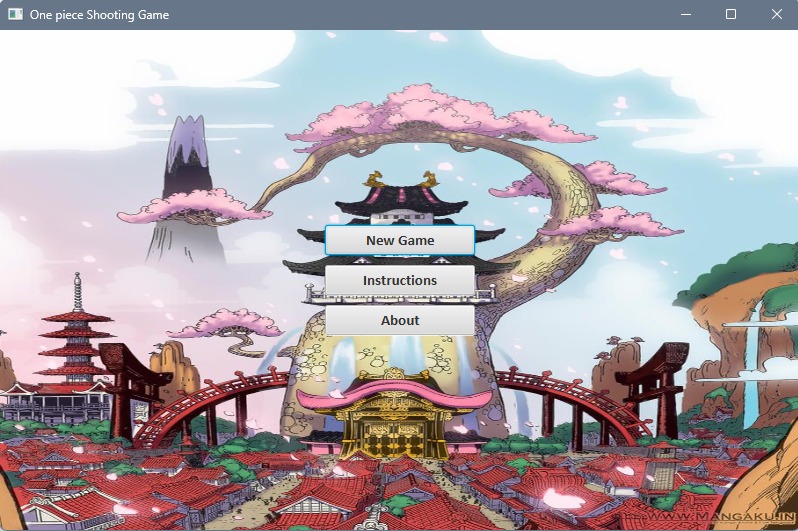 One piece Shooting Game
New Game
Instructions
About
WWW.MANGAKU.IN